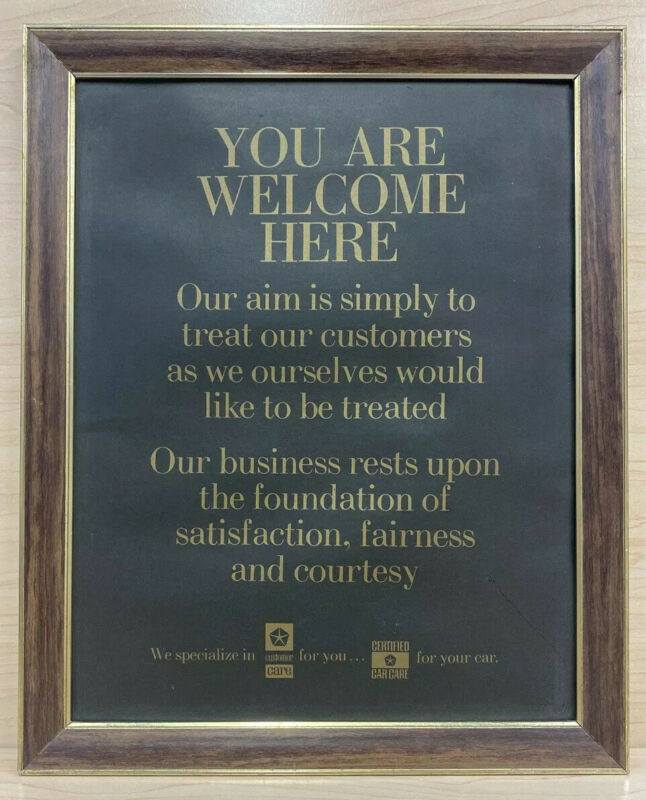 YOU ARE
WELCOME
HERE
Our aim is simply to
treat our customers
as we ourselves would
like to be treated
Our business rests upon
the foundation of
satisfaction, fairness
and courtesy
We specialize in customer care for you... CERTIFIED CAR CARE for your car.